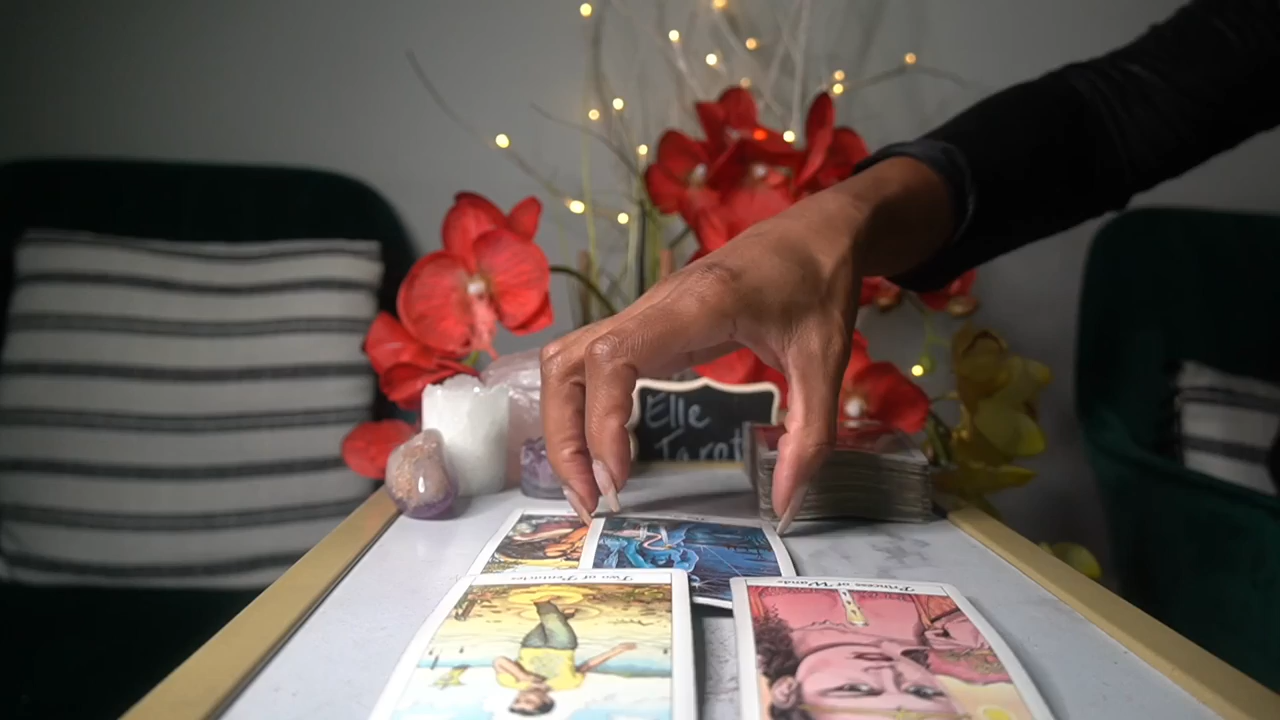 Elle
Tarot
Two of Pentacles
Princess of Wands